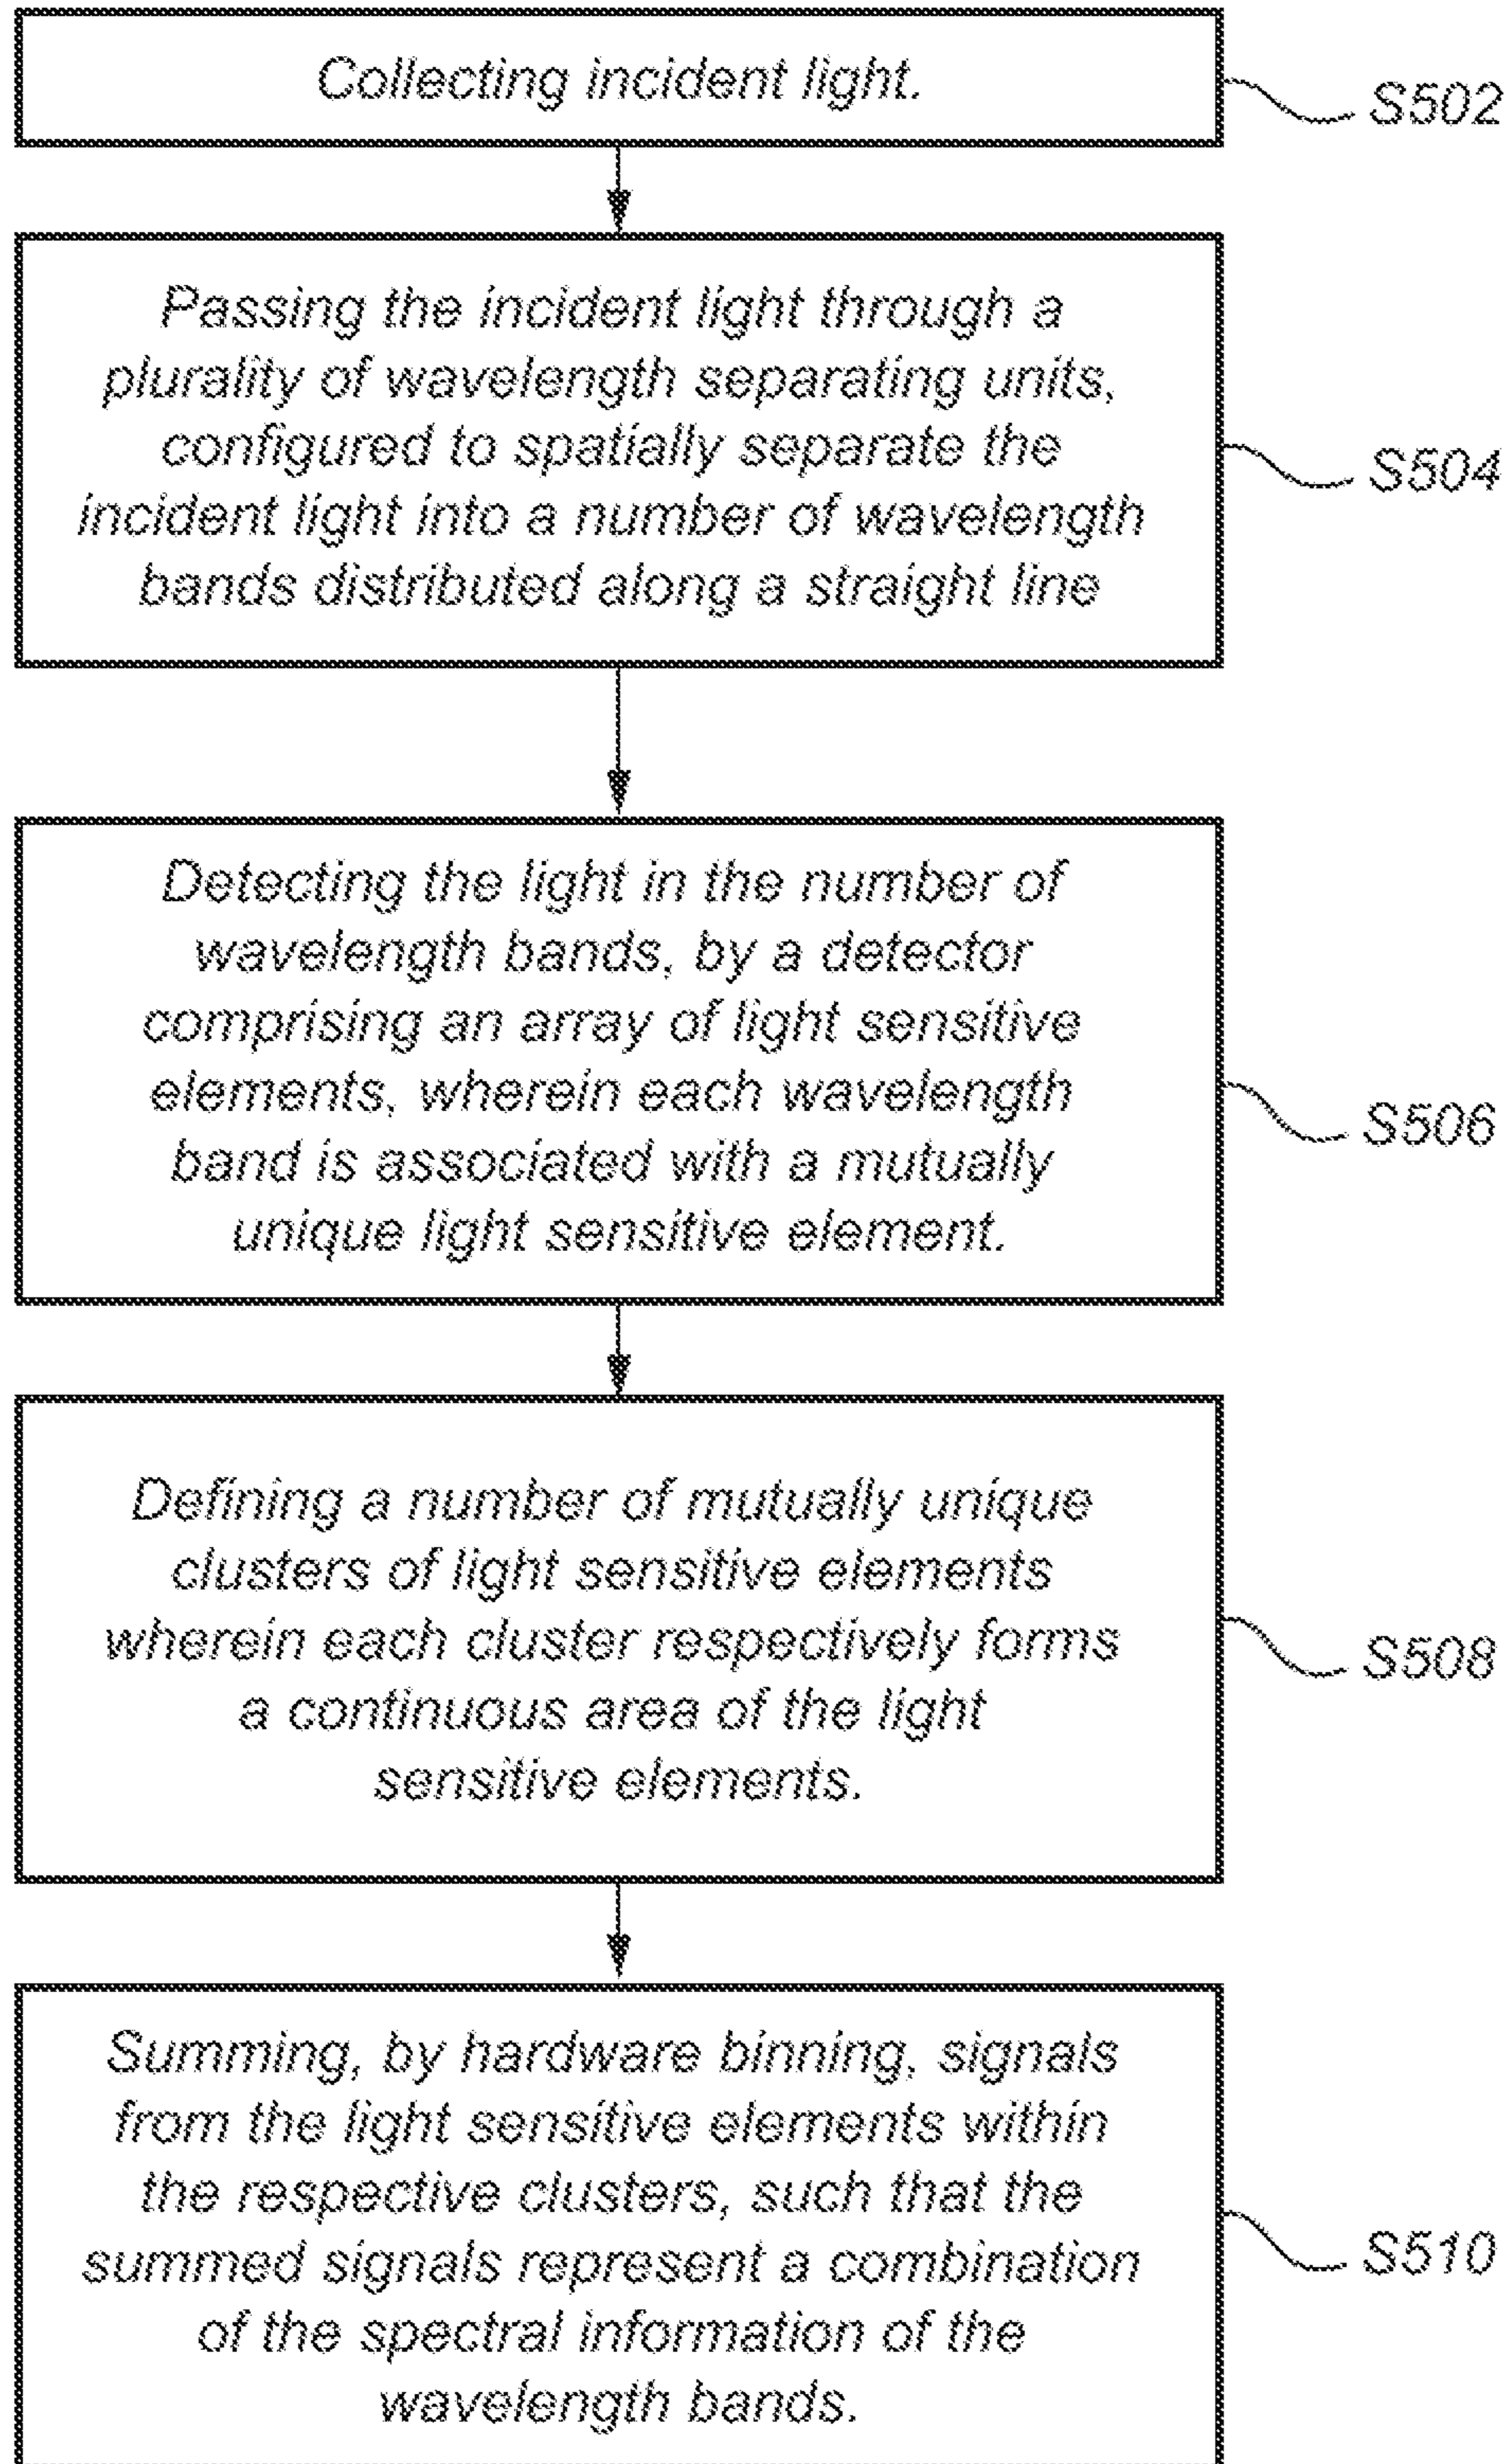 Collecting incident light.
S502
Passing the incident light through a
plurality of wavelength separating units,
configured to spatially separate the
incident light into a number of wavelength
bands distributed along a straight line
S504
Detecting the light in the number of
wavelength bands, by a detector
comprising an array of light sensitive
elements, wherein each wavelength
band is associated with a mutually
unique light sensitive element.
S506
Defining a number of mutually unique
clusters of light sensitive elements
wherein each cluster respectively forms
a continuous area of the light
sensitive elements.
S508
Summing, by hardware binning, signals
from the light sensitive elements within
the respective clusters, such that the
summed signals represent a combination
of the spectral information of the
wavelength bands.
S510